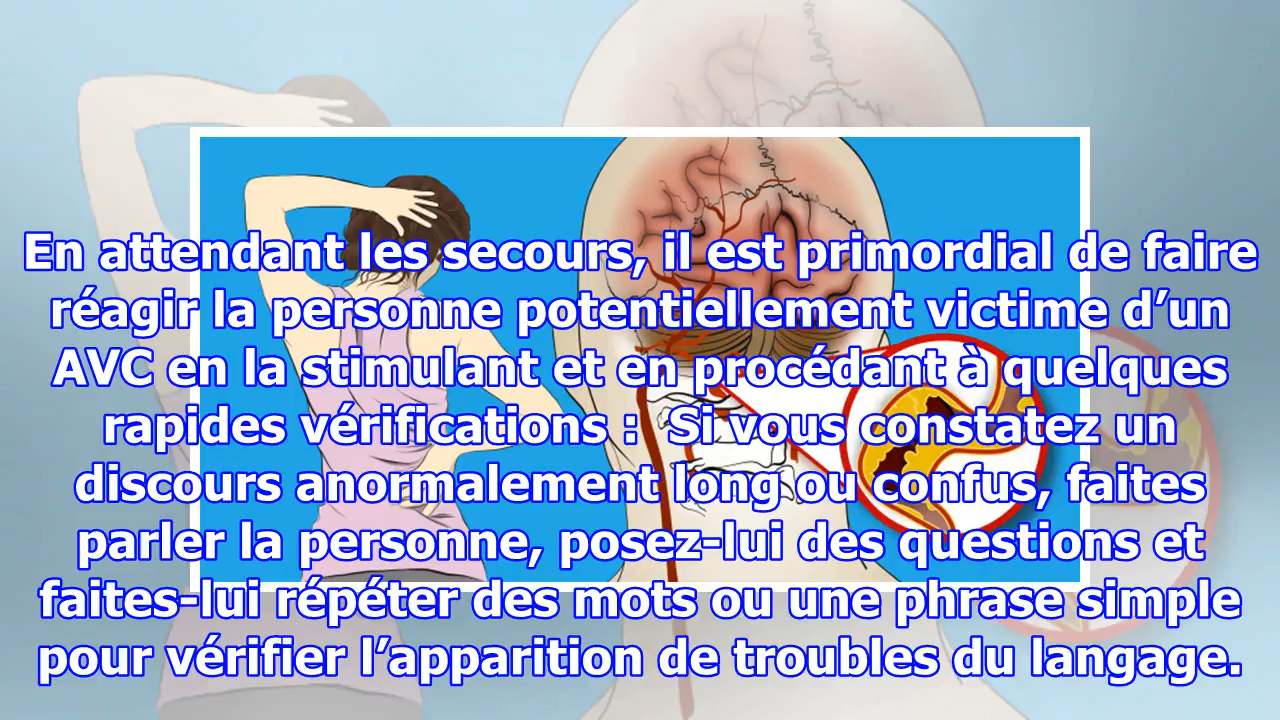 En attendant les secours, il est primordial de faire
réagir la personne potentiellement victime d’un
AVC en la stimulant et en procédant à quelques
rapides vérifications :  Si vous constatez un
discours anormalement long ou confus, faites
parler la personne, posez-lui des questions et
faites-lui répéter des mots ou une phrase simple
pour vérifier l’apparition de troubles du langage.